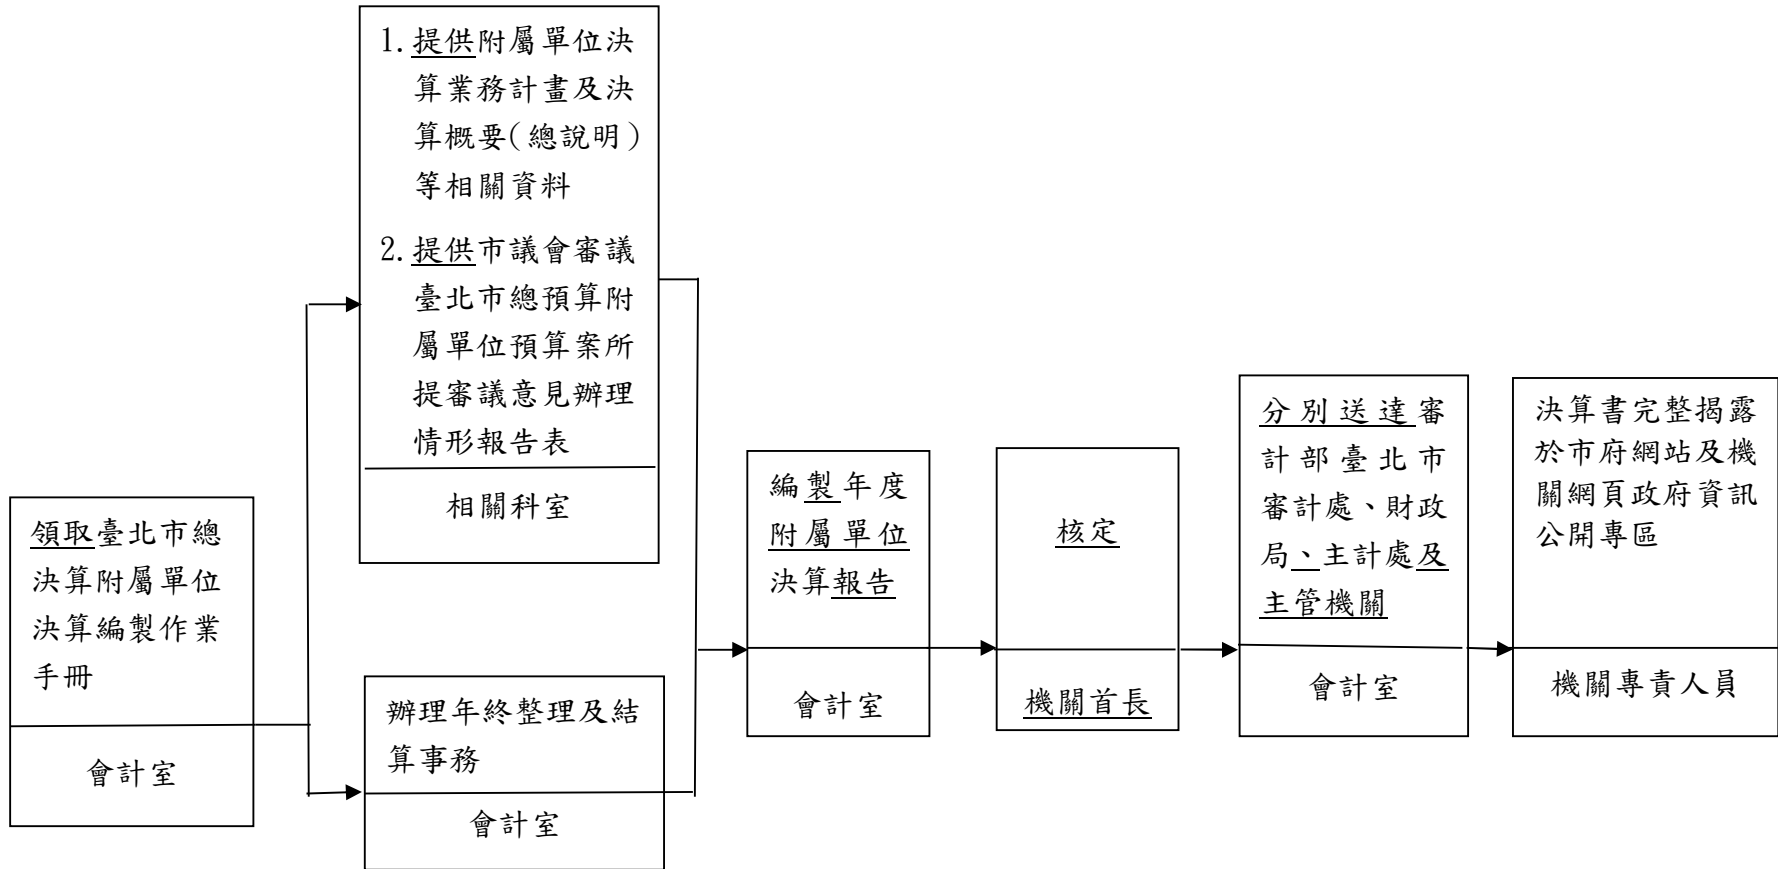 領取臺北市總
決算附屬單位
決算編製作業
手冊
會計室
1.提供附屬單位決
算業務計畫及決
算概要(總說明)
等相關資料
2.提供市議會審議
臺北市總預算附
屬單位預算案所
提審議意見辦理
情形報告表
相關科室
辦理年終整理及結
算事務
會計室
編製年度
附屬單位
決算報告
會計室
核定
機關首長
分別送達審
計部臺北市
審計處、財政
局、主計處及
主管機關
會計室
決算書完整揭露
於市府網站及機
關網頁政府資訊
公開專區
機關專責人員